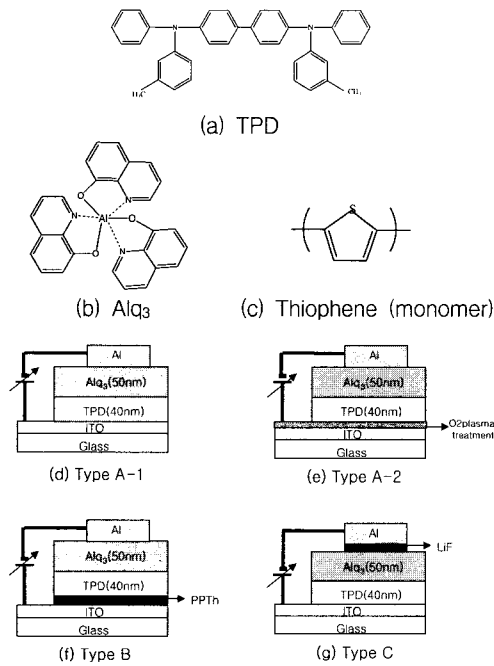 N
N
H₃C
CH₃
(a) TPD
N
O
Al
O
N
O
N
S
(b) Alq₃
(c) Thiophene (monomer)
Al
Alq₃(50nm)
TPD(40nm)
ITO
Glass
(d) Type A-1
Al
Alq₃(50nm)
TPD(40nm)
O2plasma
treatment
ITO
Glass
(e) Type A-2
Al
Alq₃(50nm)
TPD(40nm)
PPTh
ITO
Glass
(f) Type B
Al
LiF
Alq₃(50nm)
TPD(40nm)
ITO
Glass
(g) Type C